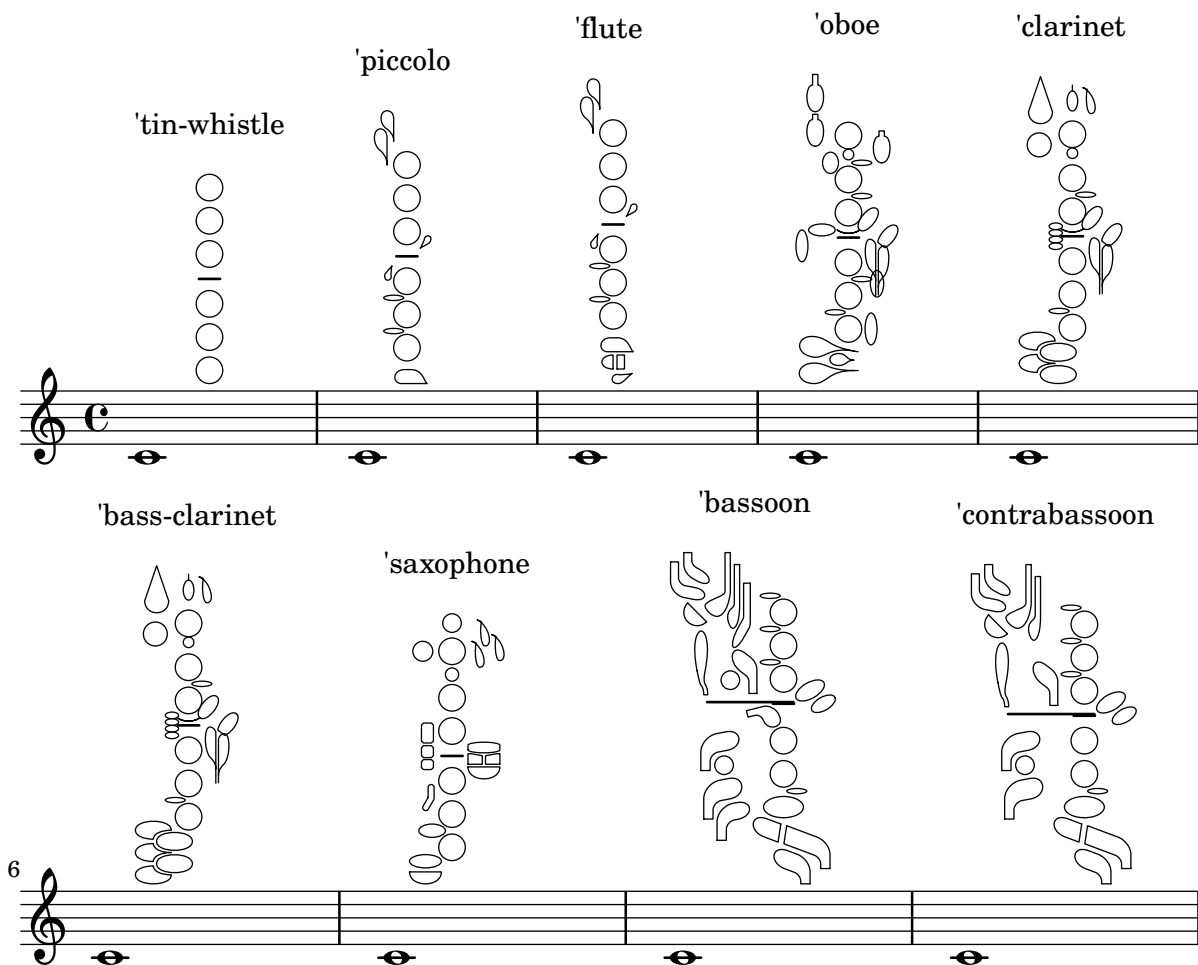 'tin-whistle
'piccolo
'flute
'oboe
'clarinet
'bass-clarinet
'saxophone
'bassoon
'contrabassoon
6